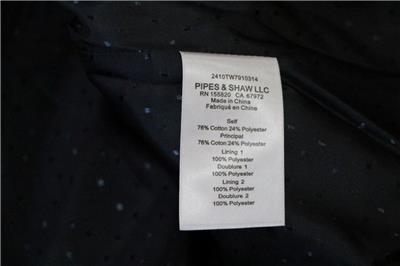 2410TW7910314
PIPES & SHAW LLC
RN 155820 CA 67972
Made in China
Fabriqué en China
Self
76% Cotton 24% Polyester
Principal
76% Coton 24% Polyester
Lining 1
100% Polyester
Doublure 1
100% Polyester
Lining 2
100% Polyester
Doublure 2
100% Polyester